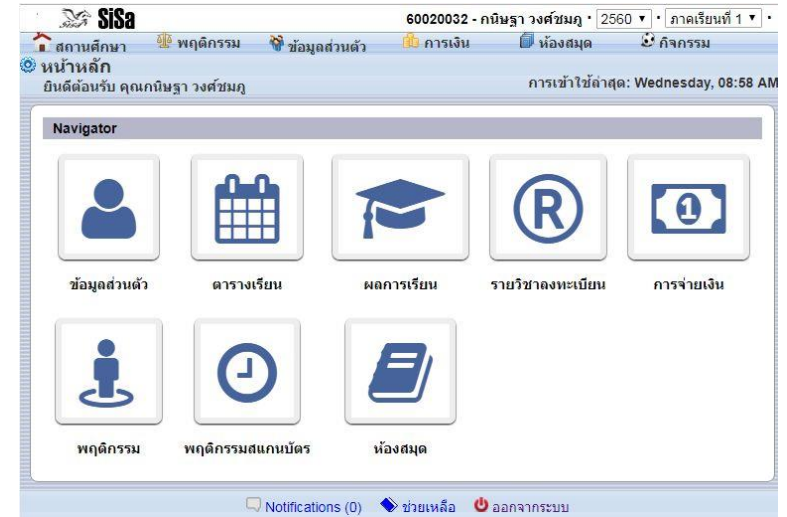 SiSa 60020032 - กนิษฐา วงศ์ชมภู • 2560 • ภาคเรียนที่ 1 •
สถานศึกษา พฤติกรรม ข้อมูลส่วนตัว การเงิน ห้องสมุด กิจกรรม
หน้าหลัก
ยินดีต้อนรับ คุณกนิษฐา วงศ์ชมภู การเข้าใช้ล่าสุด: Wednesday, 08:58 AM
Navigator
ข้อมูลส่วนตัว ตารางเรียน ผลการเรียน รายวิชาลงทะเบียน การจ่ายเงิน
พฤติกรรม พฤติกรรมสแกนบัตร ห้องสมุด
Notifications (0) ช่วยเหลือ ออกจากระบบ